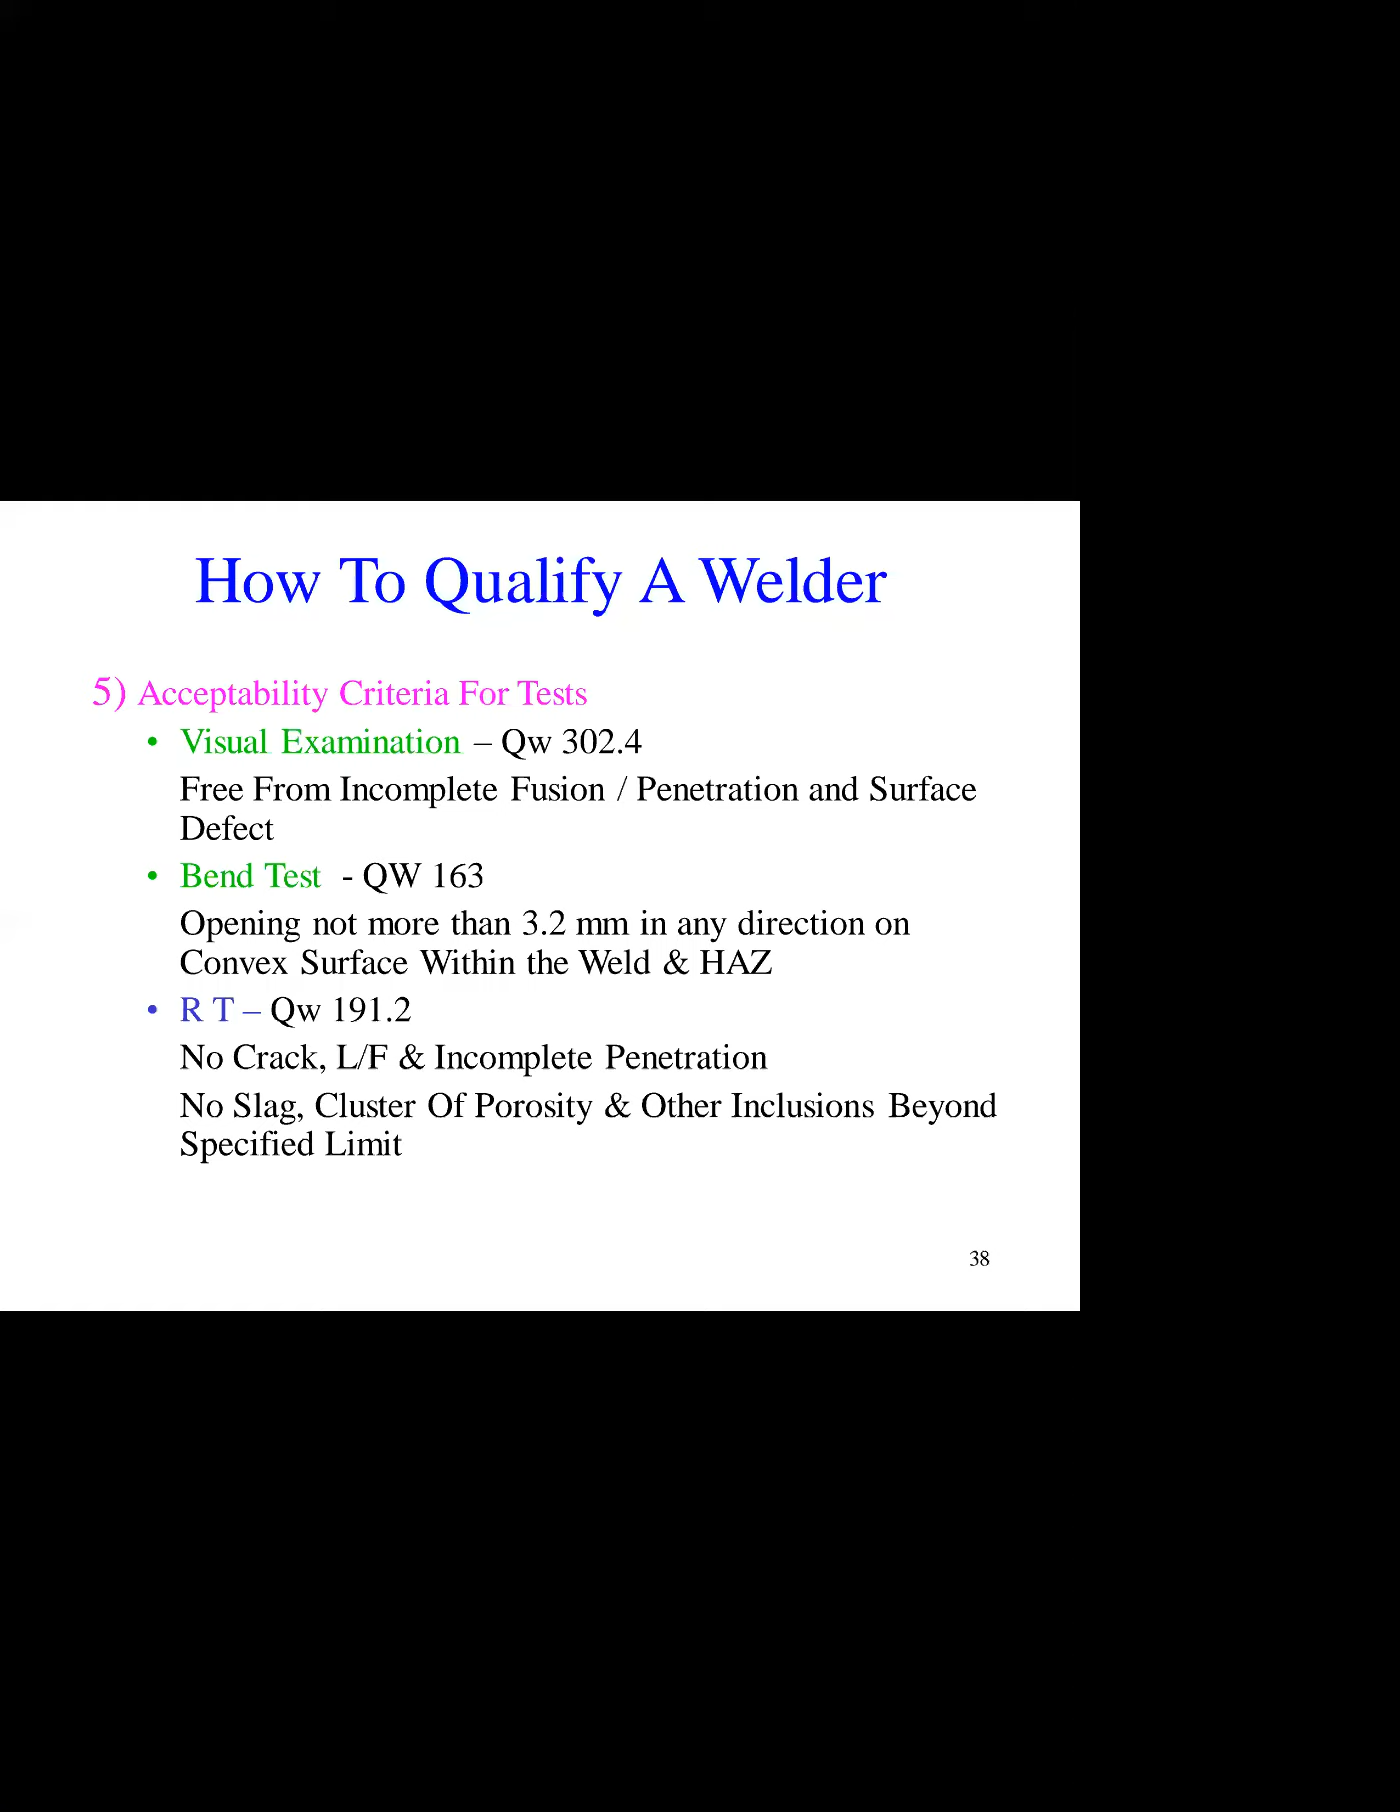 How To Qualify A Welder
5) Acceptability Criteria For Tests
• Visual Examination – Qw 302.4
Free From Incomplete Fusion / Penetration and Surface
Defect
• Bend Test - QW 163
Opening not more than 3.2 mm in any direction on
Convex Surface Within the Weld & HAZ
• R T – Qw 191.2
No Crack, L/F & Incomplete Penetration
No Slag, Cluster Of Porosity & Other Inclusions Beyond
Specified Limit
38